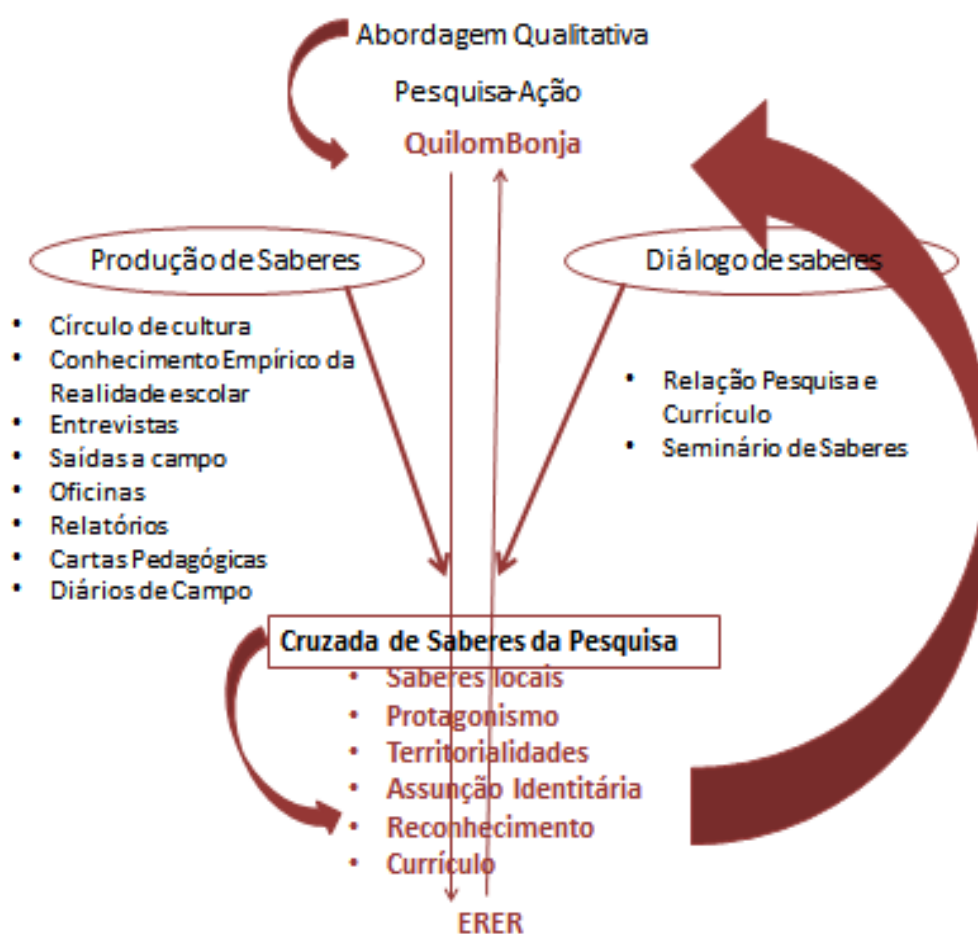 Abordagem Qualitativa
Pesquisa-Ação
QuilomBonja
Produção de Saberes
• Círculo de cultura
• Conhecimento Empírico da
Realidade escolar
• Entrevistas
• Saídas a campo
• Oficinas
• Relatórios
• Cartas Pedagógicas
• Diários de Campo
Diálogo de saberes
• Relação Pesquisa e
Currículo
• Seminário de Saberes
Cruzada de Saberes da Pesquisa
• Saberes locais
• Protagonismo
• Territorialidades
• Assunção Identitária
• Reconhecimento
• Currículo
ERER